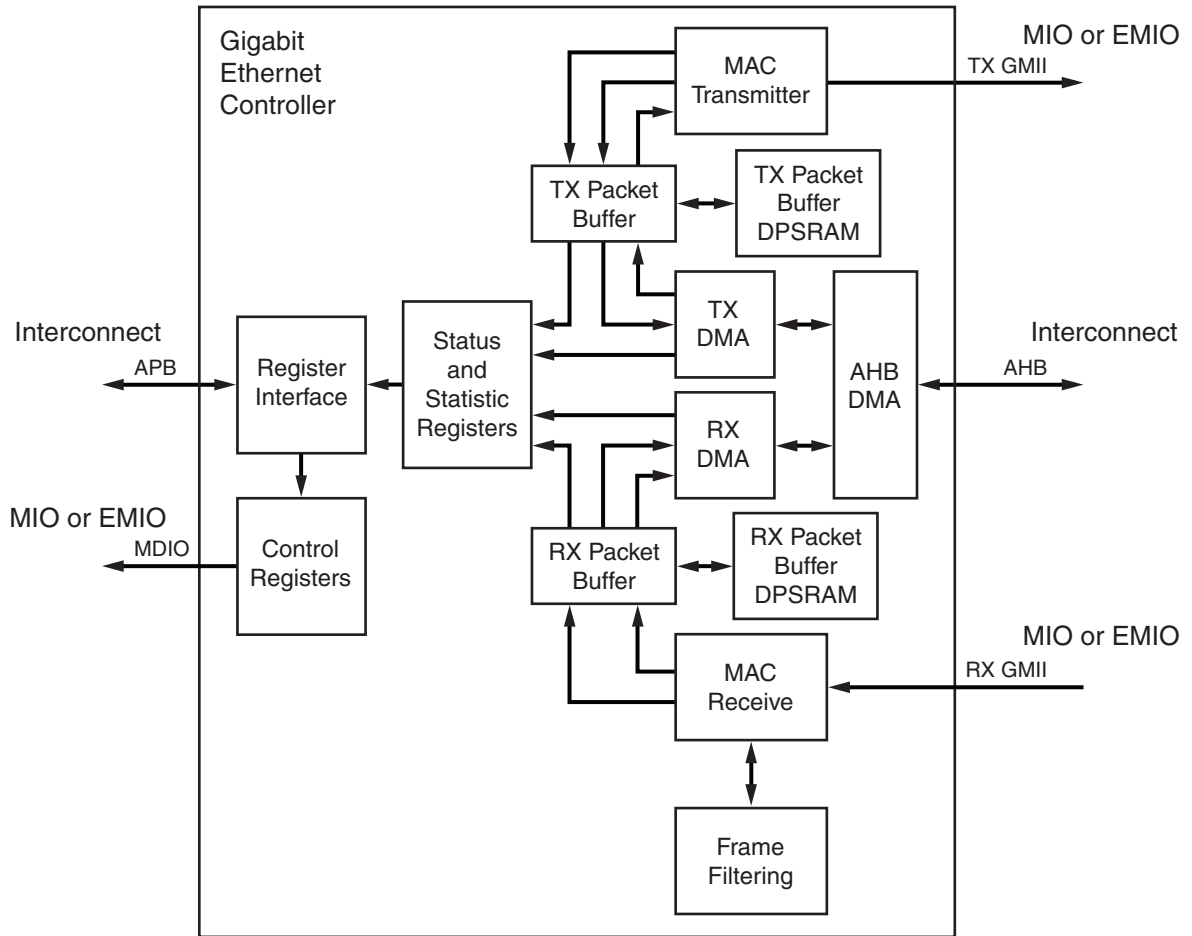 Gigabit
Ethernet
Controller
MAC
Transmitter
MIO or EMIO
TX GMII
TX Packet
Buffer
TX Packet
Buffer
DPSRAM
Interconnect
APB
Register
Interface
Status
and
Statistic
Registers
TX
DMA
RX
DMA
AHB
DMA
Interconnect
AHB
MIO or EMIO
MDIO
Control
Registers
RX Packet
Buffer
RX Packet
Buffer
DPSRAM
MAC
Receive
MIO or EMIO
RX GMII
Frame
Filtering